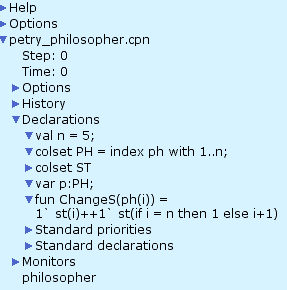 Help
Options
petry_philosopher.cpn
Step: 0
Time: 0
Options
History
Declarations
val n = 5;
colset PH = index ph with 1..n;
colset ST
var p:PH;
fun ChangeS(ph(i)) =
1` st(i)++1` st(if i = n then 1 else i+1)
Standard priorities
Standard declarations
Monitors
philosopher